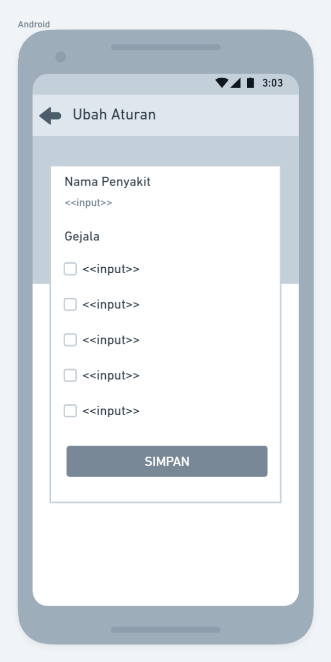 Android
3:03
Ubah Aturan
Nama Penyakit
<<input>>
Gejala
<<input>>
<<input>>
<<input>>
<<input>>
<<input>>
SIMPAN